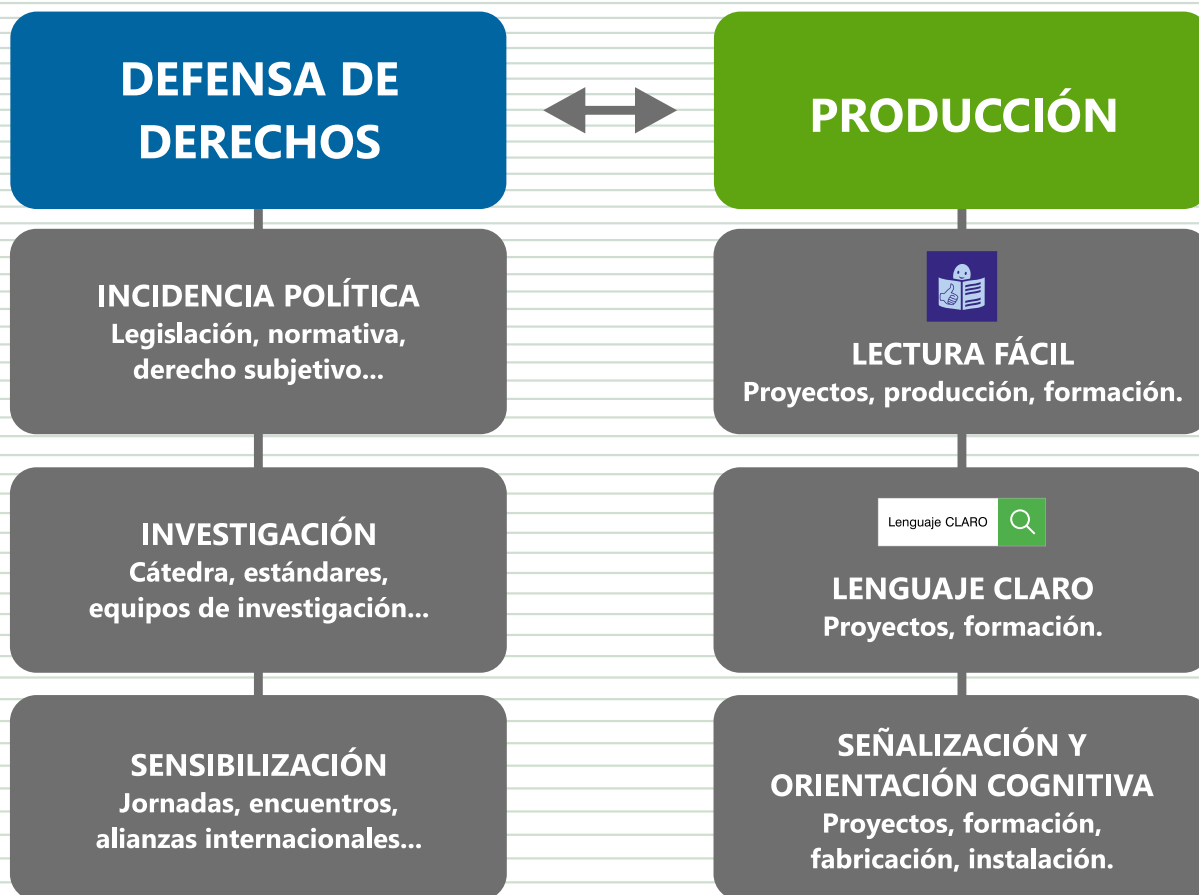 DEFENSA DE
DERECHOS
INCIDENCIA POLÍTICA
Legislación, normativa,
derecho subjetivo...
INVESTIGACIÓN
Cátedra, estándares,
equipos de investigación...
SENSIBILIZACIÓN
Jornadas, encuentros,
alianzas internacionales...
PRODUCCIÓN
LECTURA FÁCIL
Proyectos, producción, formación.
Lenguaje CLARO
LENGUAJE CLARO
Proyectos, formación.
SEÑALIZACIÓN Y
ORIENTACIÓN COGNITIVA
Proyectos, formación,
fabricación, instalación.